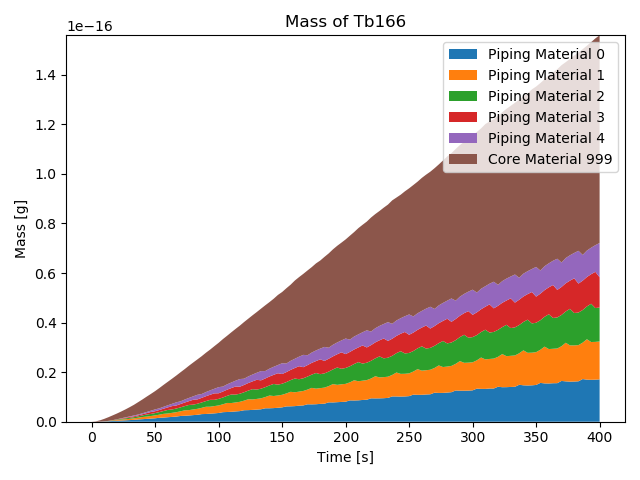 Mass of Tb166
1e−16
Mass [g]
1.4
1.2
1.0
0.8
0.6
0.4
0.2
0.0
Piping Material 0
Piping Material 1
Piping Material 2
Piping Material 3
Piping Material 4
Core Material 999
0
50
100
150
200
250
300
350
400
Time [s]